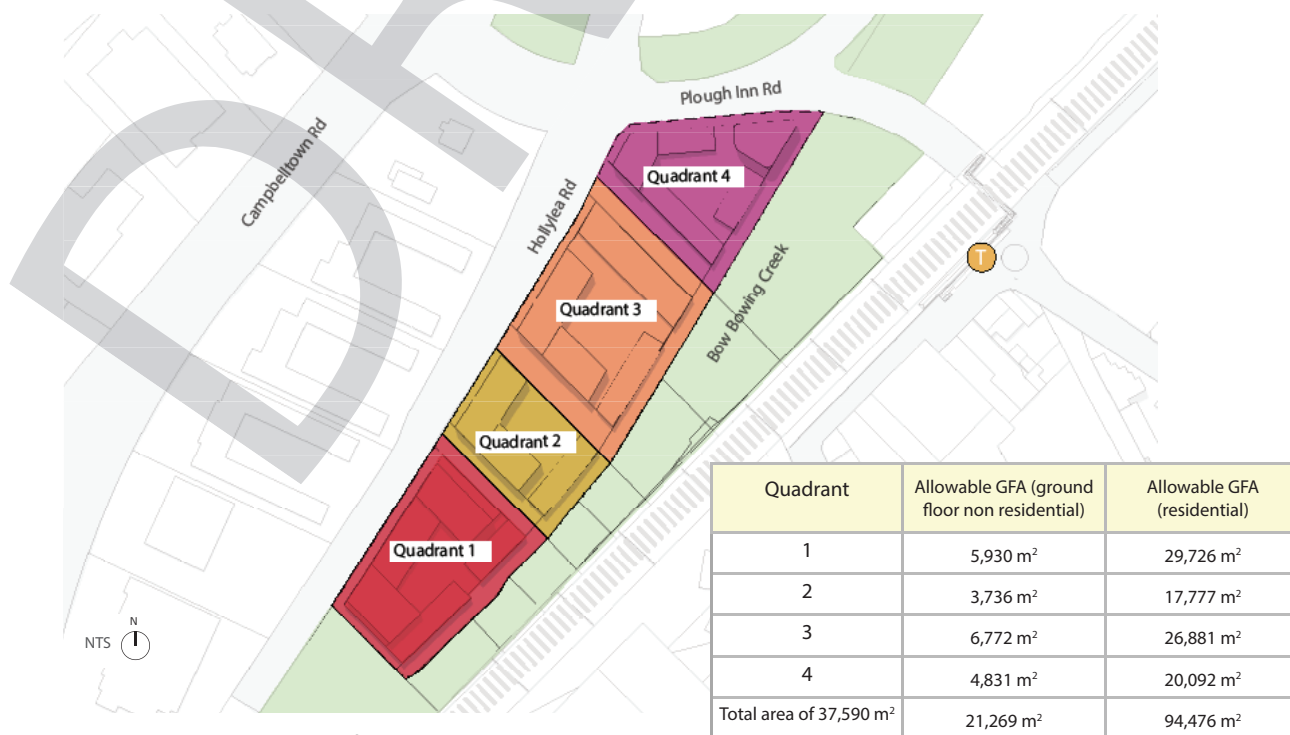 Plough Inn Rd
Campbelltown Rd
Quadrant 4
Hollylea Rd
T
Bow Bowing Creek
Quadrant 3
Quadrant 2
Quadrant 1
NTS
N
Quadrant Allowable GFA (ground floor non residential) Allowable GFA (residential)
1 5,930 m² 29,726 m²
2 3,736 m² 17,777 m²
3 6,772 m² 26,881 m²
4 4,831 m² 20,092 m²
Total area of 37,590 m² 21,269 m² 94,476 m²